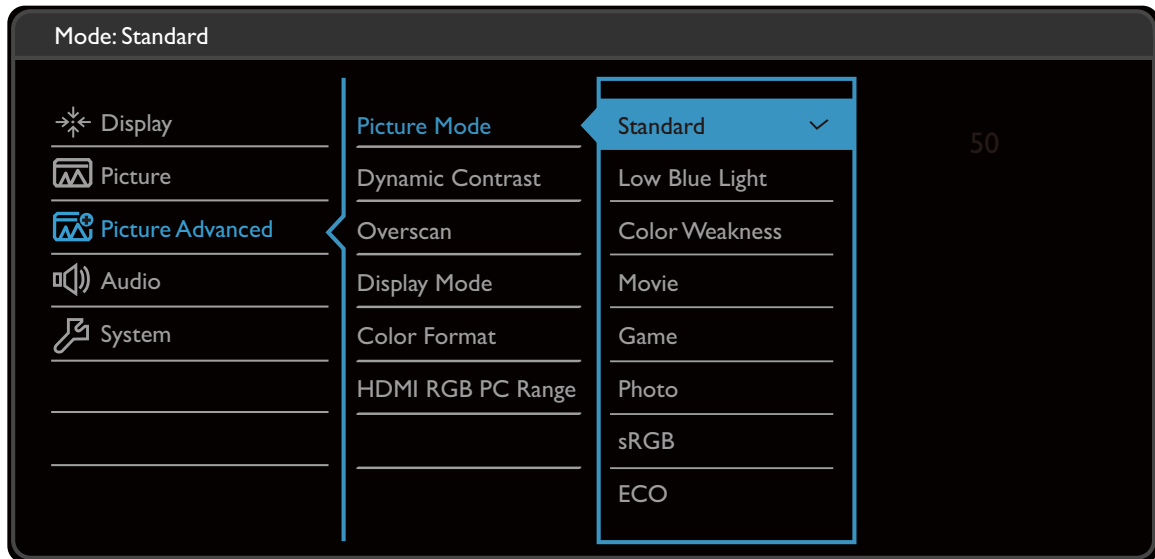 Mode: Standard
Display
Picture
Picture Advanced
Audio
System
Picture Mode
Dynamic Contrast
Overscan
Display Mode
Color Format
HDMI RGB PC Range
Standard
Low Blue Light
Color Weakness
Movie
Game
Photo
sRGB
ECO
50